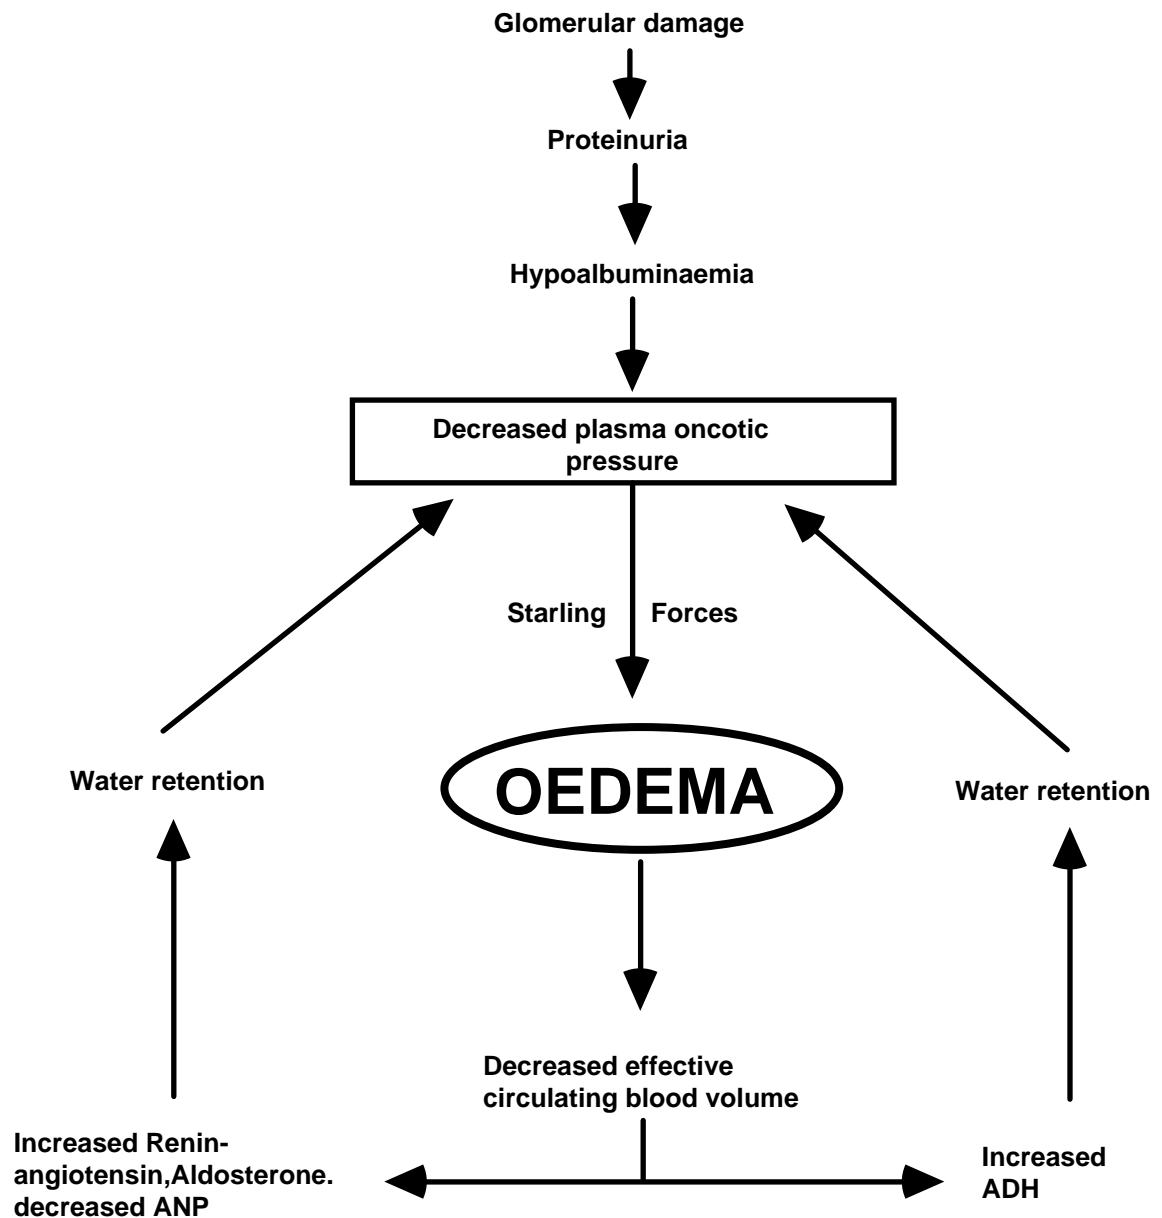 Glomerular damage
Proteinuria
Hypoalbuminaemia
Decreased plasma oncotic
pressure
Starling Forces
Water retention
OEDEMA
Water retention
Decreased effective
circulating blood volume
Increased Renin-
angiotensin,Aldosterone.
decreased ANP
Increased
ADH